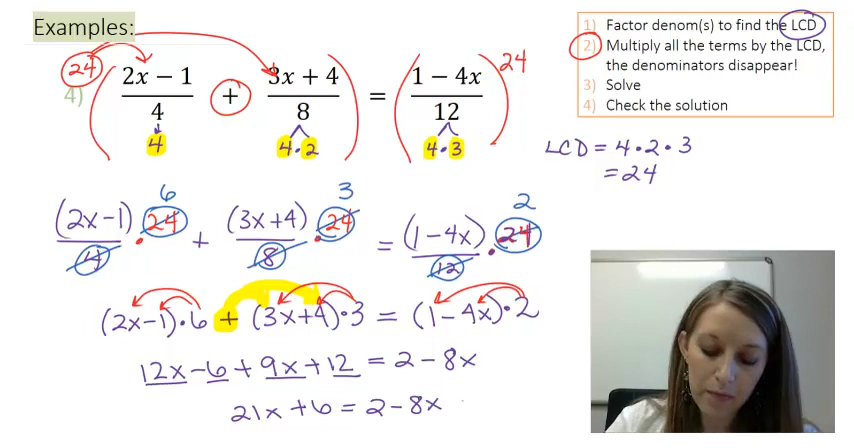 Examples:
1) Factor denom(s) to find the LCD
2) Multiply all the terms by the LCD,
the denominators disappear!
3) Solve
4) Check the solution
24
4) ( (2x − 1)/4 + (3x + 4)/8 ) = ( (1 − 4x)/12 ) 24
4 4 · 2 4 · 3
LCD = 4 · 2 · 3
= 24
6 3 2
(2x−1)/4 · 24 + (3x+4)/8 · 24 = (1−4x)/12 · 24
(2x−1)·6 + (3x+4)·3 = (1−4x)·2
12x − 6 + 9x + 12 = 2 − 8x
21x + 6 = 2 − 8x